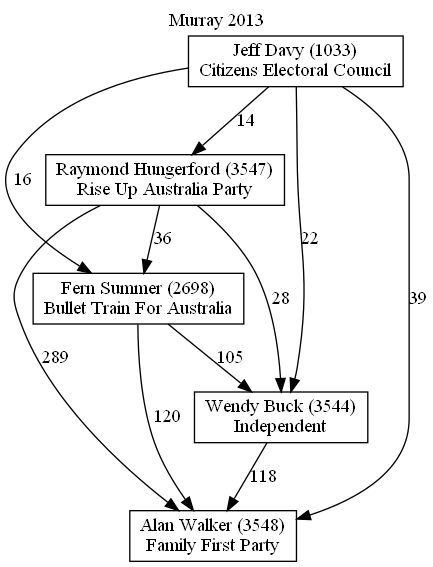 Murray 2013
Jeff Davy (1033)
Citizens Electoral Council
14
Raymond Hungerford (3547)
Rise Up Australia Party
16
36
22
28
39
Fern Summer (2698)
Bullet Train For Australia
289
105
120
Wendy Buck (3544)
Independent
118
Alan Walker (3548)
Family First Party